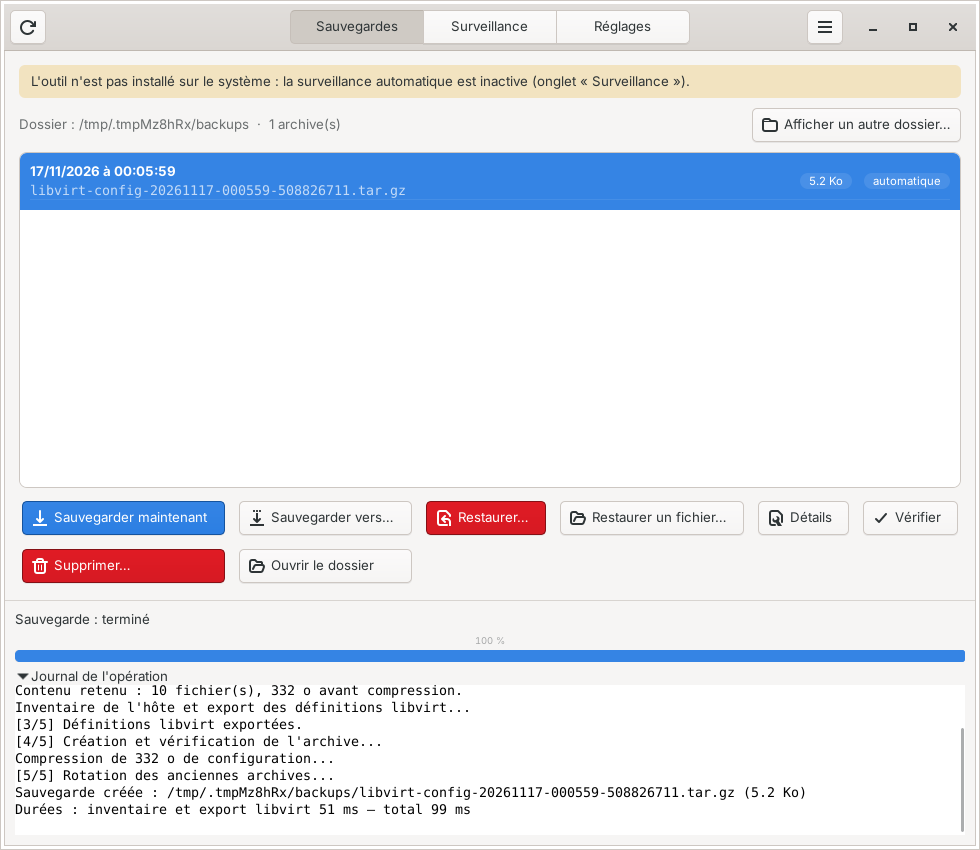 Sauvegardes
Surveillance
Réglages
L'outil n'est pas installé sur le système : la surveillance automatique est inactive (onglet « Surveillance »).
Dossier : /tmp/.tmpMz8hRx/backups · 1 archive(s)
Afficher un autre dossier...
17/11/2026 à 00:05:59
libvirt-config-20261117-000559-508826711.tar.gz
5.2 Ko
automatique
Sauvegarder maintenant
Sauvegarder vers...
Restaurer...
Restaurer un fichier...
Détails
Vérifier
Supprimer...
Ouvrir le dossier
Sauvegarde : terminé
100 %
Journal de l'opération
Contenu retenu : 10 fichier(s), 332 o avant compression.
Inventaire de l'hôte et export des définitions libvirt...
[3/5] Définitions libvirt exportées.
[4/5] Création et vérification de l'archive...
Compression de 332 o de configuration...
[5/5] Rotation des anciennes archives...
Sauvegarde créée : /tmp/.tmpMz8hRx/backups/libvirt-config-20261117-000559-508826711.tar.gz (5.2 Ko)
Durées : inventaire et export libvirt 51 ms — total 99 ms